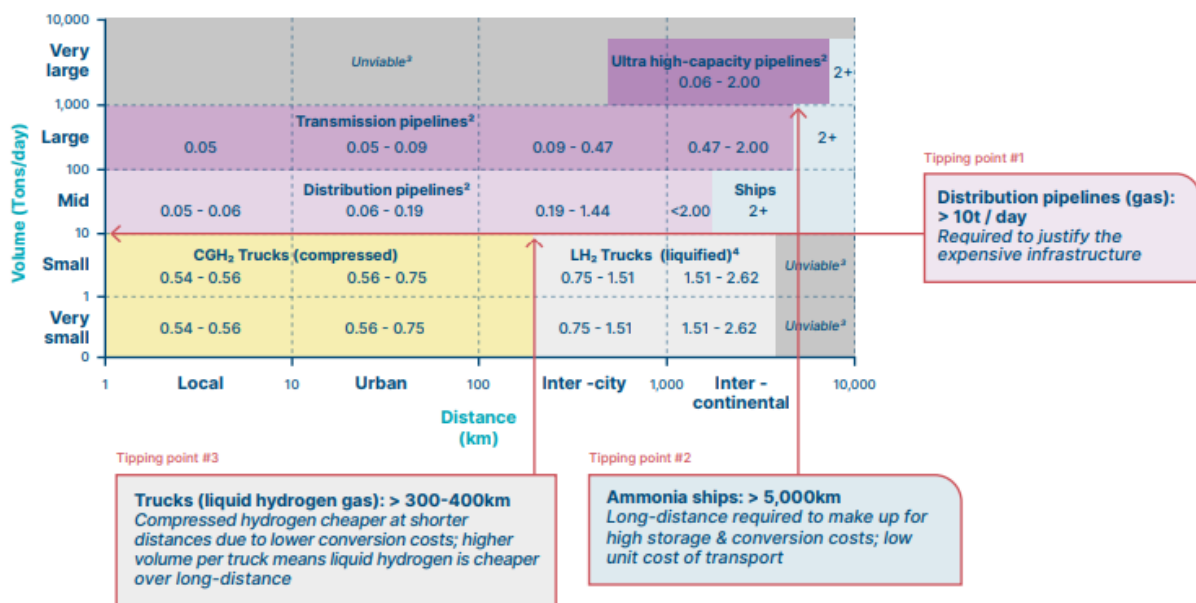 10,000
Very large
Unviable³
Ultra high-capacity pipelines²
0.06 - 2.00
2+
1,000
Large
Transmission pipelines²
0.05
0.05 - 0.09
0.09 - 0.47
0.47 - 2.00
2+
100
Mid
Distribution pipelines²
Ships
0.05 - 0.06
0.06 - 0.19
0.19 - 1.44
<2.00
2+
10
Small
CGH₂ Trucks (compressed)
LH₂ Trucks (liquified)⁴
0.54 - 0.56
0.56 - 0.75
0.75 - 1.51
1.51 - 2.62
Unviable³
1
Very small
0.54 - 0.56
0.56 - 0.75
0.75 - 1.51
1.51 - 2.62
Unviable³
0
Volume (Tons/day)
1
Local
10
Urban
100
Inter -city
1,000
Inter -
continental
10,000
Distance
(km)
Tipping point #1
Distribution pipelines (gas):
> 10t / day
Required to justify the
expensive infrastructure
Tipping point #3
Trucks (liquid hydrogen gas): > 300-400km
Compressed hydrogen cheaper at shorter
distances due to lower conversion costs; higher
volume per truck means liquid hydrogen is cheaper
over long-distance
Tipping point #2
Ammonia ships: > 5,000km
Long-distance required to make up for
high storage & conversion costs; low
unit cost of transport